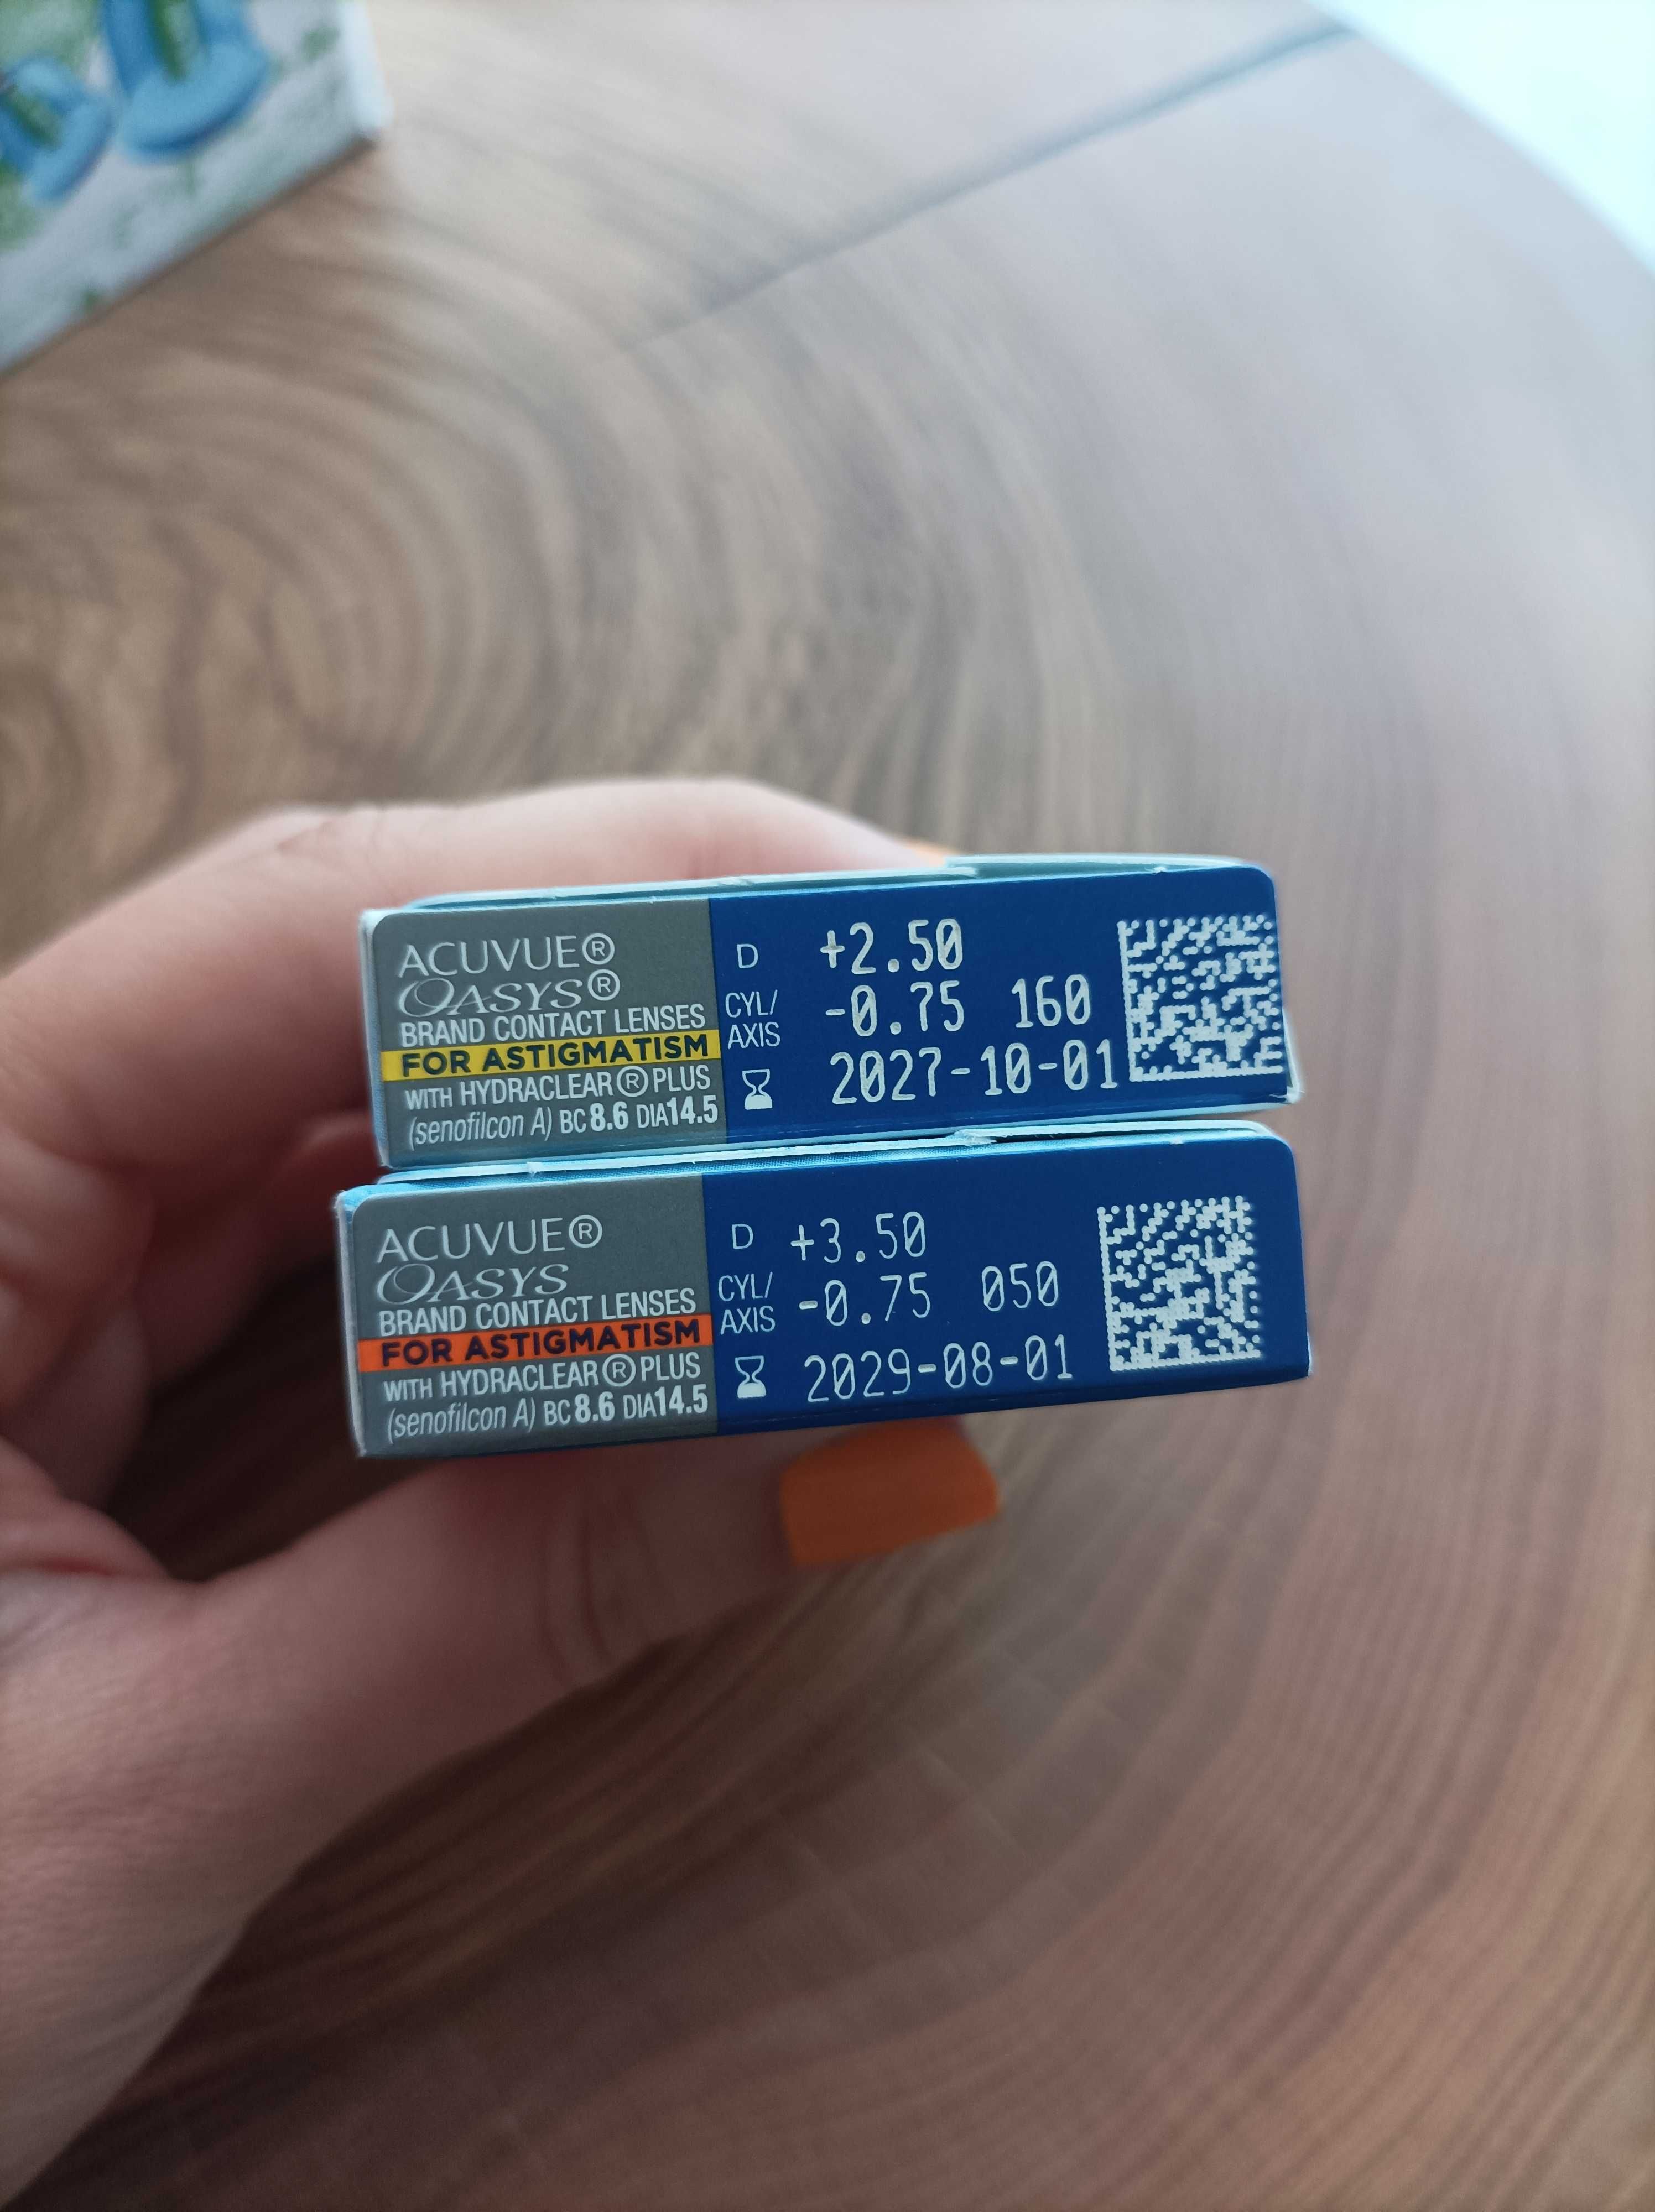 ACUVUE®
OASYS®
BRAND CONTACT LENSES
FOR ASTIGMATISM
WITH HYDRACLEAR® PLUS
(senofilcon A) BC 8.6 DIA 14.5
D +2.50
CYL/ AXIS -0.75 160
2027-10-01
ACUVUE®
OASYS
BRAND CONTACT LENSES
FOR ASTIGMATISM
WITH HYDRACLEAR® PLUS
(senofilcon A) BC 8.6 DIA 14.5
D +3.50
CYL/ AXIS -0.75 050
2029-08-01